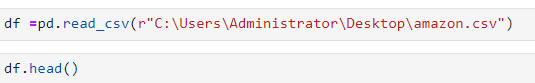 df =pd.read_csv(r"C:\Users\Administrator\Desktop\amazon.csv")
df.head()